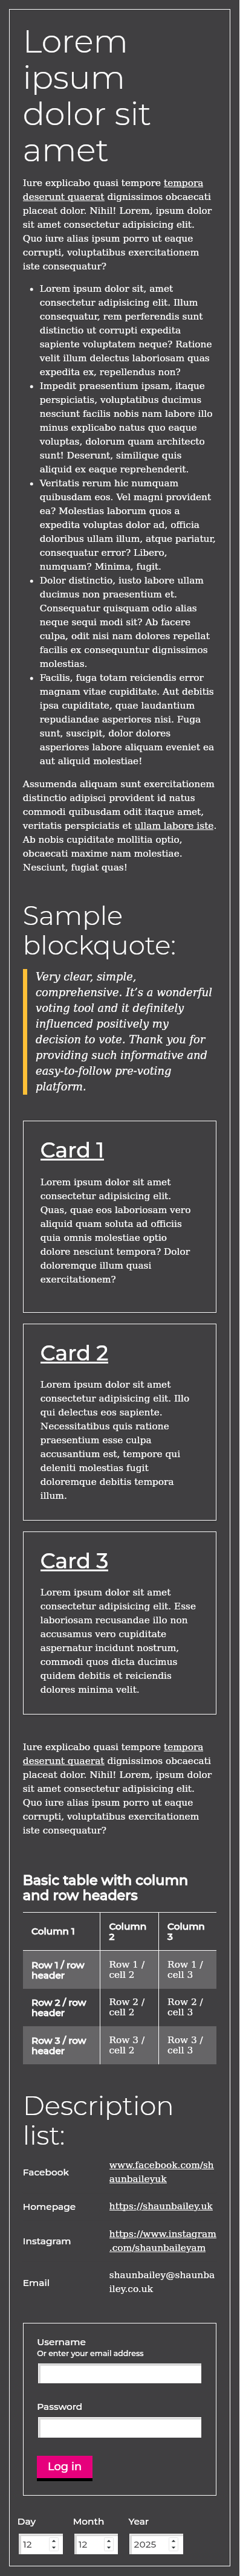 Lorem
ipsum
dolor sit
amet
Iure explicabo quasi tempore tempora
deserunt quaerat dignissimos obcaecati
placeat dolor. Nihil! Lorem, ipsum dolor
sit amet consectetur adipisicing elit.
Quo iure alias ipsum porro ut eaque
corrupti, voluptatibus exercitationem
iste consequatur?
Lorem ipsum dolor sit, amet
consectetur adipisicing elit. Illum
consequatur, rem perferendis sunt
distinctio ut corrupti expedita
sapiente voluptatem neque? Ratione
velit illum delectus laboriosam quas
expedita ex, repellendus non?
Impedit praesentium ipsam, itaque
perspiciatis, voluptatibus ducimus
nesciunt facilis nobis nam labore illo
minus explicabo natus quo eaque
voluptas, dolorum quam architecto
sunt! Deserunt, similique quis
aliquid ex eaque reprehenderit.
Veritatis rerum hic numquam
quibusdam eos. Vel magni provident
ea? Molestias laborum quos a
expedita voluptas dolor ad, officia
doloribus ullam illum, atque pariatur,
consequatur error? Libero,
numquam? Minima, fugit.
Dolor distinctio, iusto labore ullam
ducimus non praesentium et.
Consequatur quisquam odio alias
neque sequi modi sit? Ab facere
culpa, odit nisi nam dolores repellat
facilis ex consequuntur dignissimos
molestias.
Facilis, fuga totam reiciendis error
magnam vitae cupiditate. Aut debitis
ipsa cupiditate, quae laudantium
repudiandae asperiores nisi. Fuga
sunt, suscipit, dolor dolores
asperiores labore aliquam eveniet ea
aut aliquid molestiae!
Assumenda aliquam sunt exercitationem
distinctio adipisci provident id natus
commodi quibusdam odit itaque amet,
veritatis perspiciatis et ullam labore iste.
Ab nobis cupiditate mollitia optio,
obcaecati maxime nam molestiae.
Nesciunt, fugiat quas!
Sample
blockquote:
Very clear, simple,
comprehensive. It’s a wonderful
voting tool and it definitely
influenced positively my
decision to vote. Thank you for
providing such informative and
easy-to-follow pre-voting
platform.
Card 1
Lorem ipsum dolor sit amet
consectetur adipisicing elit.
Quas, quae eos laboriosam vero
aliquid quam soluta ad officiis
quia omnis molestiae optio
dolore nesciunt tempora? Dolor
doloremque illum quasi
exercitationem?
Card 2
Lorem ipsum dolor sit amet
consectetur adipisicing elit. Illo
qui delectus eos sapiente.
Necessitatibus quis ratione
praesentium esse culpa
accusantium est, tempore qui
deleniti molestias fugit
doloremque debitis tempora
illum.
Card 3
Lorem ipsum dolor sit amet
consectetur adipisicing elit. Esse
laboriosam recusandae illo non
accusamus vero cupiditate
aspernatur incidunt nostrum,
commodi quos dicta ducimus
quidem debitis et reiciendis
dolores minima velit.
Iure explicabo quasi tempore tempora
deserunt quaerat dignissimos obcaecati
placeat dolor. Nihil! Lorem, ipsum dolor
sit amet consectetur adipisicing elit.
Quo iure alias ipsum porro ut eaque
corrupti, voluptatibus exercitationem
iste consequatur?
Basic table with column
and row headers
Column 1 Column 2 Column 3
Row 1 / row header Row 1 / cell 2 Row 1 / cell 3
Row 2 / row header Row 2 / cell 2 Row 2 / cell 3
Row 3 / row header Row 3 / cell 2 Row 3 / cell 3
Description
list:
Facebook www.facebook.com/shaunbaileyuk
Homepage https://shaunbailey.uk
Instagram https://www.instagram.com/shaunbaileyam
Email shaunbailey@shaunbailey.co.uk
Username
Or enter your email address
Password
Log in
Day Month Year
12 12 2025